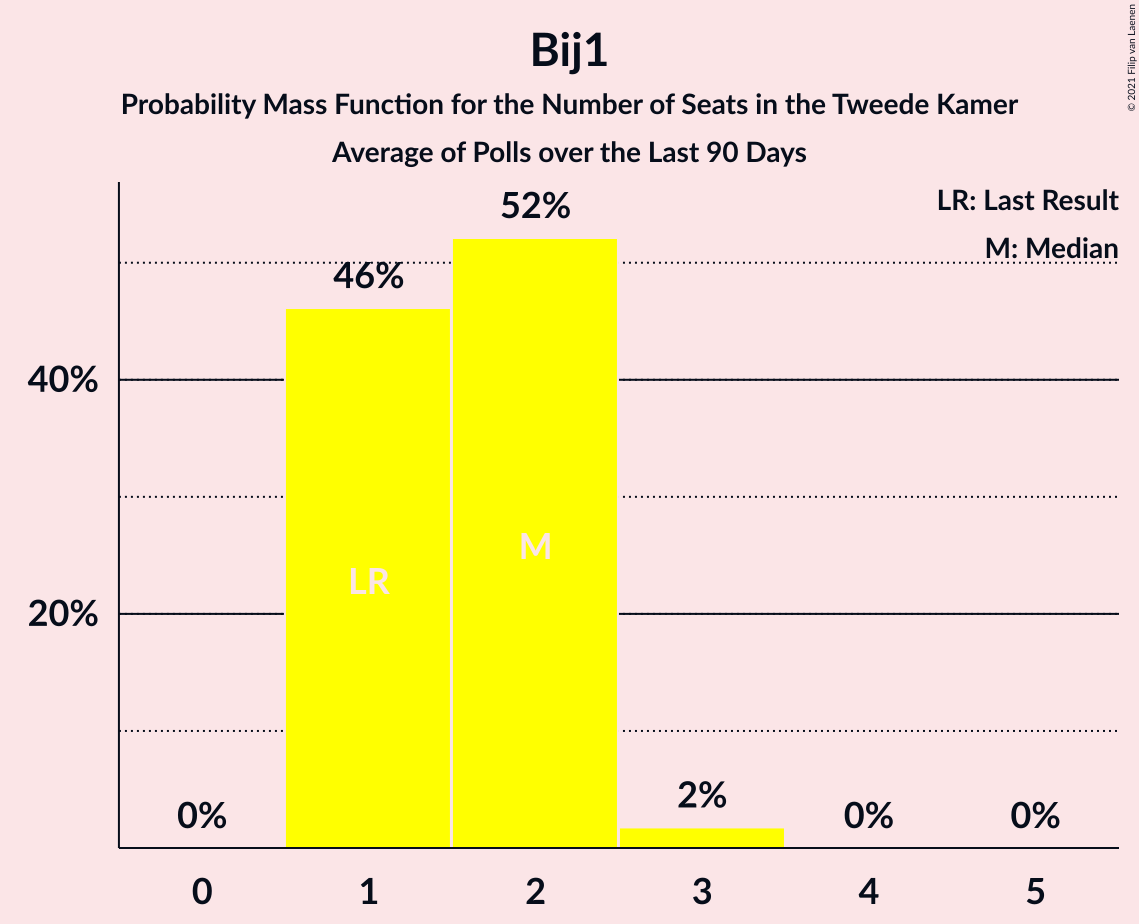 Bij1
Probability Mass Function for the Number of Seats in the Tweede Kamer
Average of Polls over the Last 90 Days
© 2021 Filip van Laenen
LR: Last Result
M: Median
52%
46%
40%
M
LR
20%
2%
0%
0%
0%
0 1 2 3 4 5